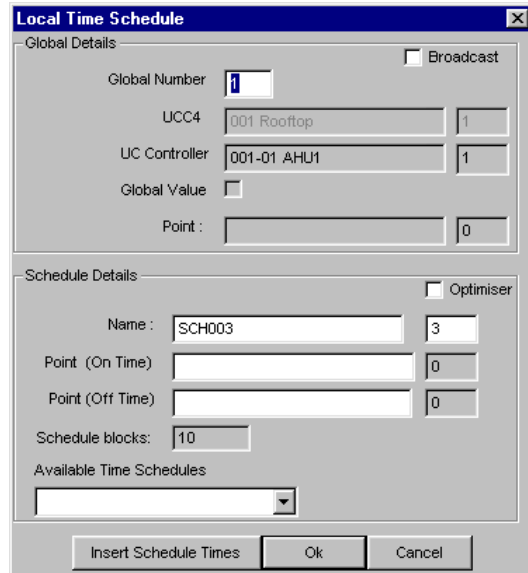 Local Time Schedule
Global Details
Broadcast
Global Number 1
UCC4 001 Rooftop 1
UC Controller 001-01 AHU1 1
Global Value
Point : 0
Schedule Details
Optimiser
Name : SCH003 3
Point (On Time) 0
Point (Off Time) 0
Schedule blocks: 10
Available Time Schedules
Insert Schedule Times Ok Cancel